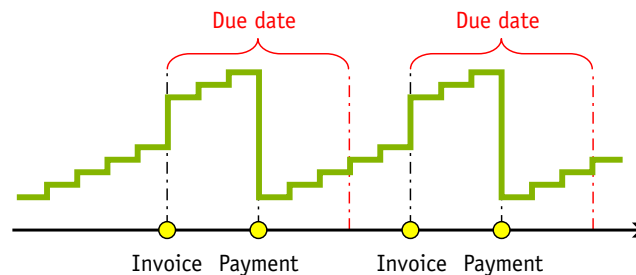 Due date
Due date
Invoice
Payment
Invoice
Payment